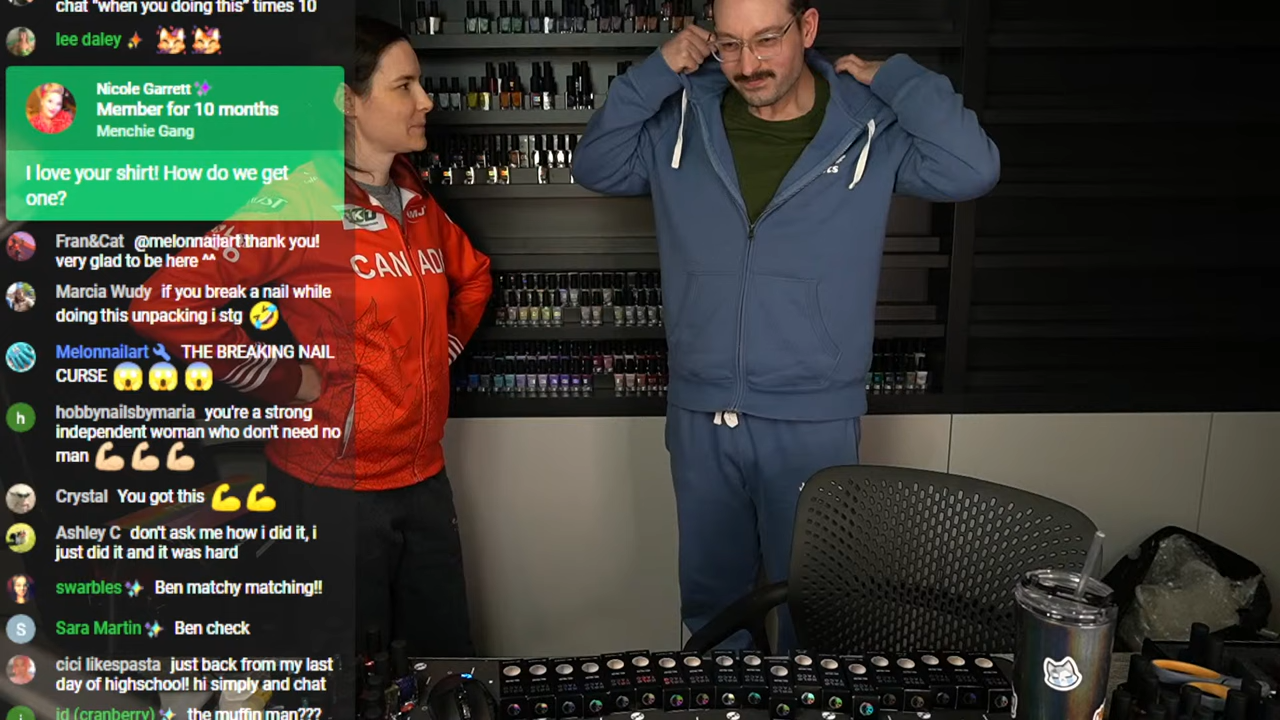 chat "when you doing this" times 10
lee daley
Nicole Garrett
Member for 10 months
Menchie Gang
I love your shirt! How do we get
one?
Fran&Cat @melonnailart thank you!
very glad to be here ^^
Marcia Wudy if you break a nail while
doing this unpacking i stg
Melonnailart THE BREAKING NAIL
CURSE
h hobbynailsbymaria you're a strong
independent woman who don't need no
man
Crystal You got this
Ashley C don't ask me how i did it, i
just did it and it was hard
swarbles Ben matchy matching!!
S Sara Martin Ben check
cici likespasta just back from my last
day of highschool! hi simply and chat
jd (cranberry) the muffin man???
CANADA